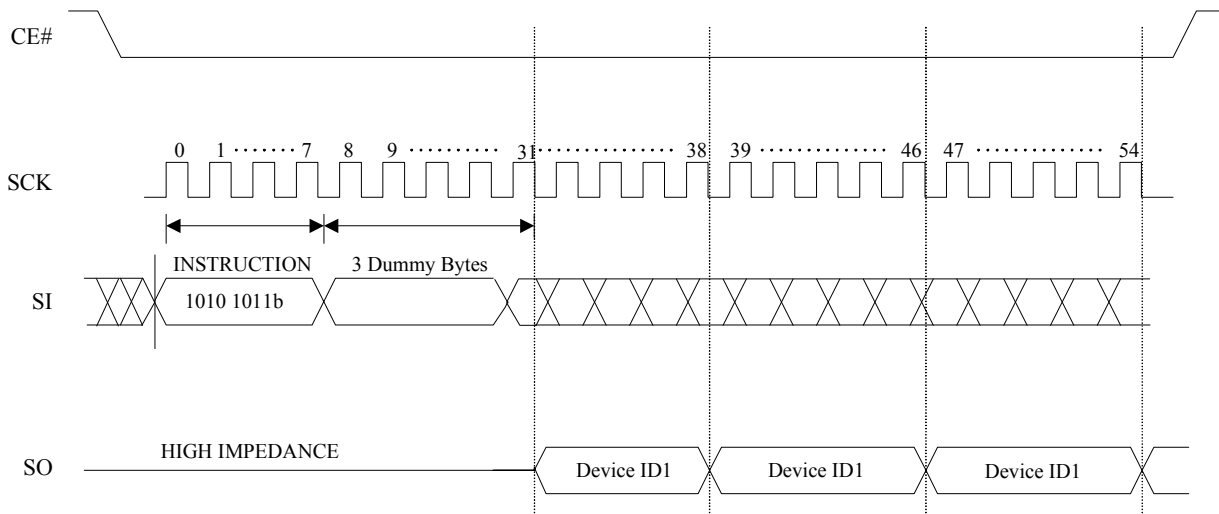 CE#
0 1 ········ 7 8 9 ··········· 31 ··············· 38 39 ············· 46 47 ············· 54
SCK
INSTRUCTION 3 Dummy Bytes
SI 1010 1011b
HIGH IMPEDANCE
SO Device ID1 Device ID1 Device ID1